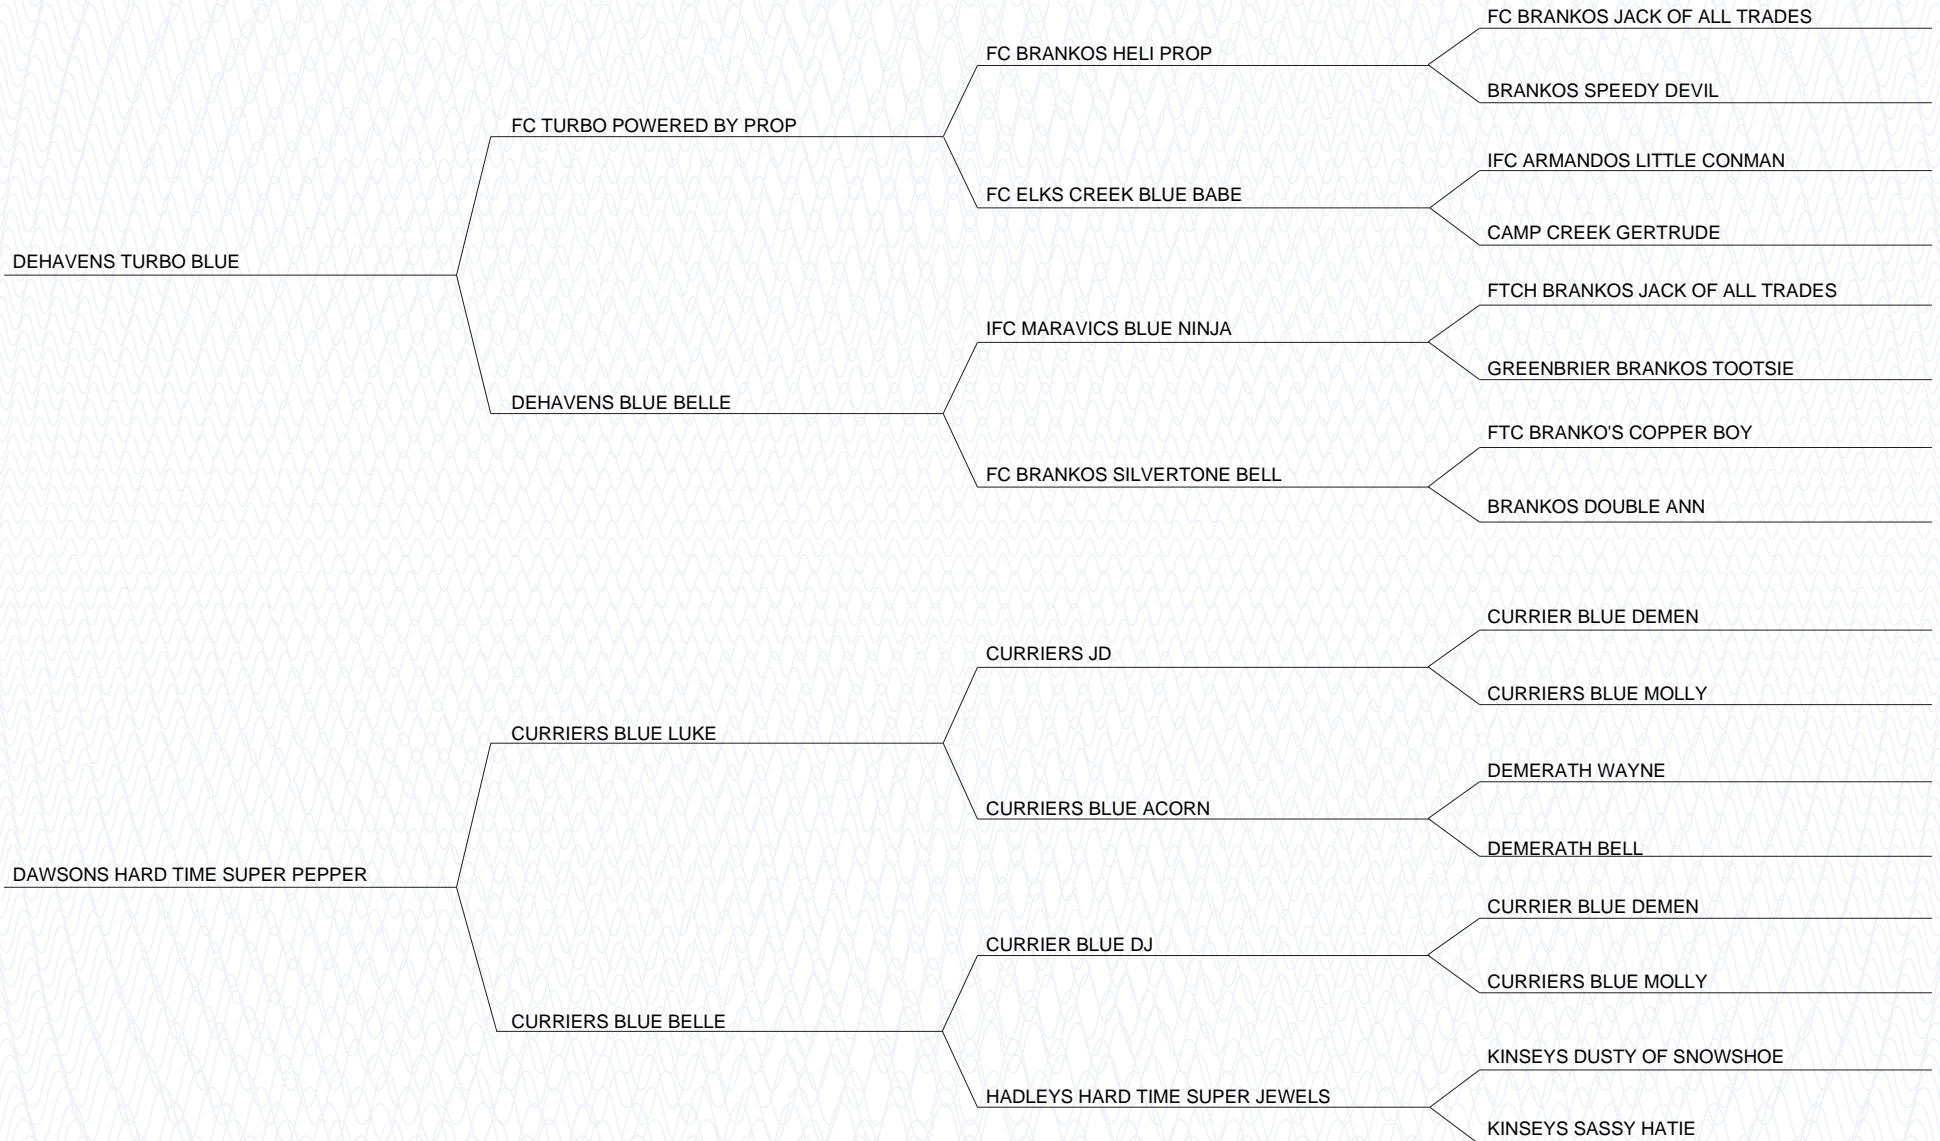 FC BRANKOS JACK OF ALL TRADES
FC BRANKOS HELI PROP
BRANKOS SPEEDY DEVIL
FC TURBO POWERED BY PROP
IFC ARMANDOS LITTLE CONMAN
FC ELKS CREEK BLUE BABE
CAMP CREEK GERTRUDE
DEHAVENS TURBO BLUE
FTCH BRANKOS JACK OF ALL TRADES
IFC MARAVICS BLUE NINJA
GREENBRIER BRANKOS TOOTSIE
DEHAVENS BLUE BELLE
FTC BRANKO'S COPPER BOY
FC BRANKOS SILVERTONE BELL
BRANKOS DOUBLE ANN
CURRIER BLUE DEMEN
CURRIERS JD
CURRIERS BLUE MOLLY
CURRIERS BLUE LUKE
DEMERATH WAYNE
CURRIERS BLUE ACORN
DEMERATH BELL
DAWSONS HARD TIME SUPER PEPPER
CURRIER BLUE DEMEN
CURRIER BLUE DJ
CURRIERS BLUE MOLLY
CURRIERS BLUE BELLE
KINSEYS DUSTY OF SNOWSHOE
HADLEYS HARD TIME SUPER JEWELS
KINSEYS SASSY HATIE